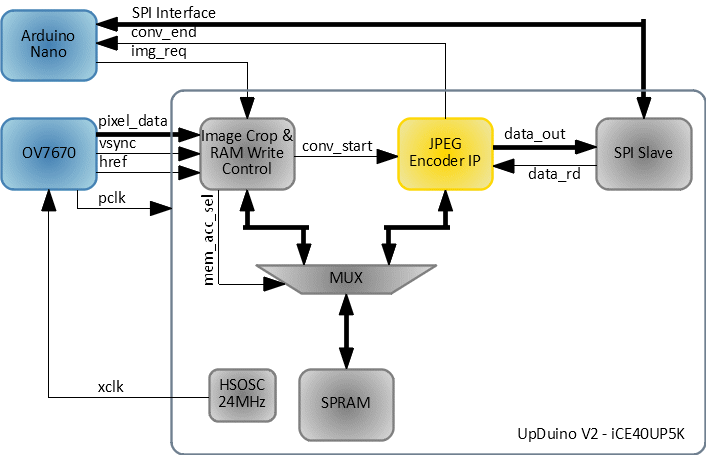 SPI Interface
Arduino
Nano
conv_end
img_req
OV7670
pixel_data
vsync
href
pclk
Image Crop &
RAM Write
Control
conv_start
JPEG
Encoder IP
data_out
data_rd
SPI Slave
mem_acc_sel
MUX
xclk
HSOSC
24MHz
SPRAM
UpDuino V2 - iCE40UP5K